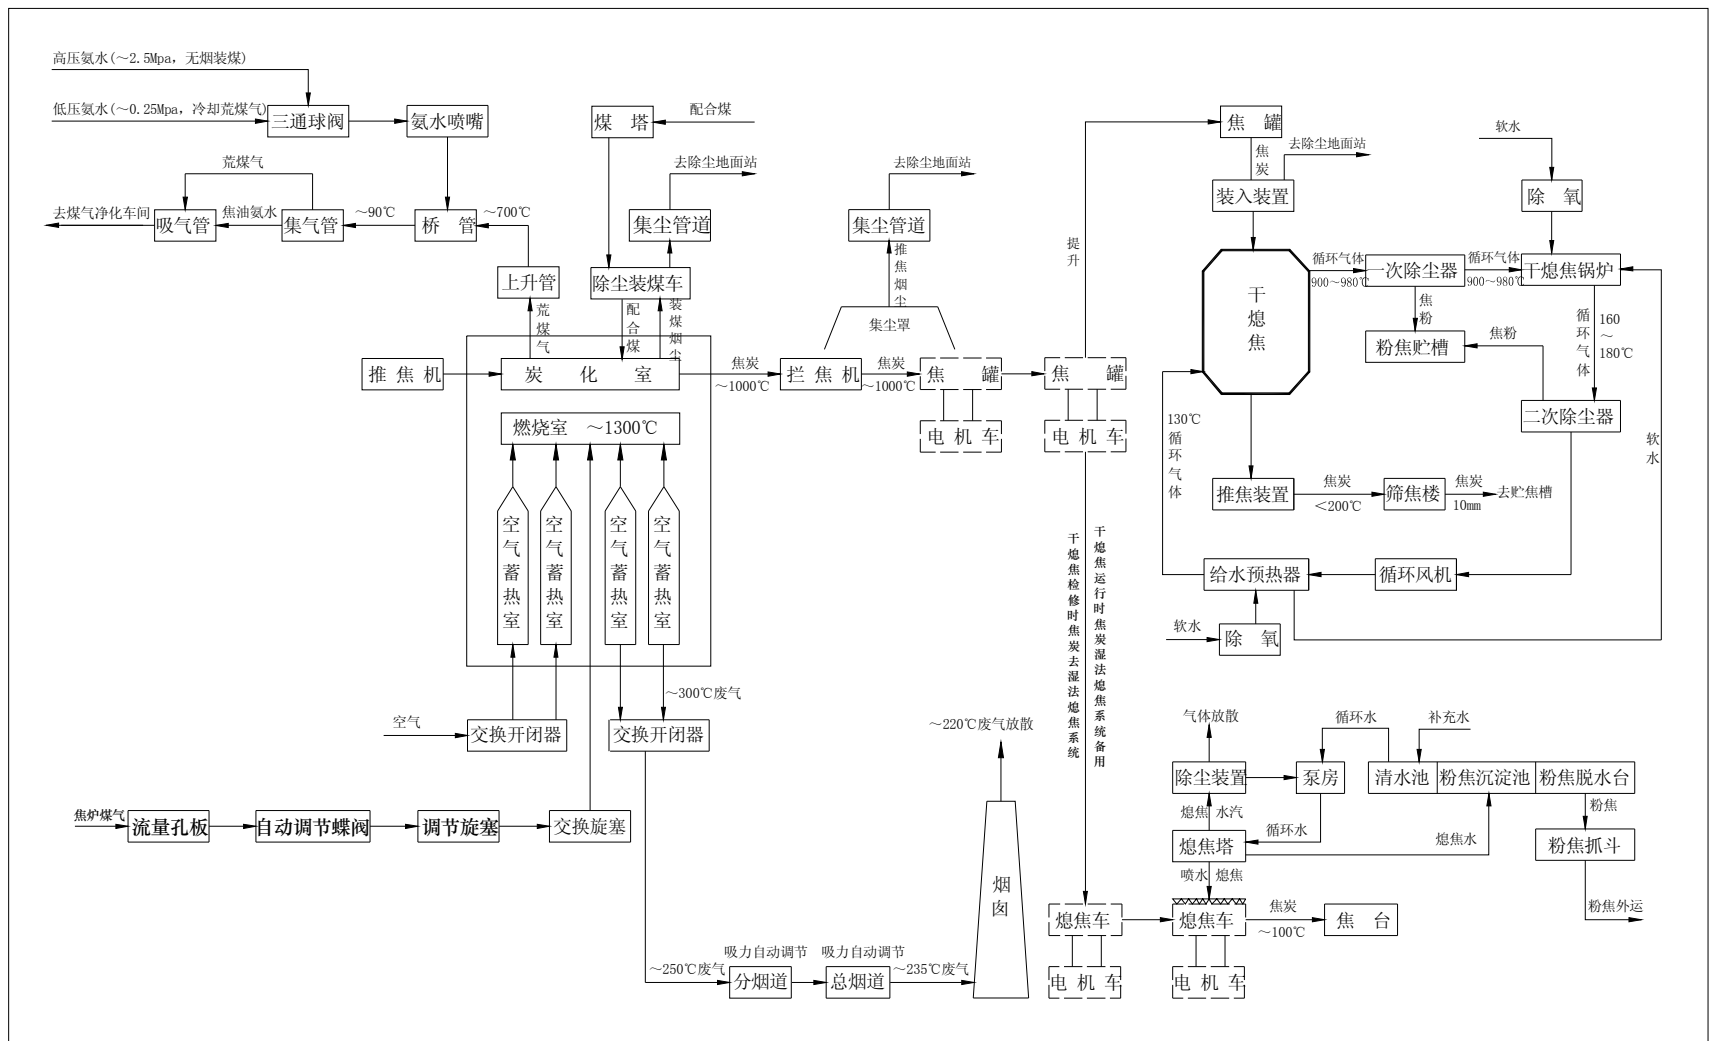 高压氨水(～2.5Mpa，无烟装煤)
低压氨水(～0.25Mpa，冷却荒煤气)
三通球阀
氨水喷嘴
荒煤气
去煤气净化车间
吸气管
焦油氨水
集气管
～90℃
桥 管
～700℃
上升管
荒煤气
煤 塔
配合煤
去除尘地面站
集尘管道
除尘装煤车
配合煤
装煤烟尘
去除尘地面站
集尘管道
推焦烟尘
集尘罩
推焦机
炭 化 室
焦炭
～1000℃
拦焦机
焦炭
～1000℃
焦 罐
电机车
焦 罐
电机车
燃烧室 ～1300℃
空气蓄热室
空气蓄热室
空气蓄热室
空气蓄热室
～300℃废气
空气
交换开闭器
交换开闭器
焦炉煤气
流量孔板
自动调节蝶阀
调节旋塞
交换旋塞
～250℃废气
吸力自动调节
分烟道
吸力自动调节
总烟道
～235℃废气
烟囱
～220℃废气放散
提升
干熄焦检修时焦炭去湿法熄焦系统
干熄焦运行时焦炭湿法熄焦系统备用
焦 罐
焦炭
去除尘地面站
装入装置
干熄焦
循环气体
900～980℃
一次除尘器
循环气体
900～980℃
软水
除 氧
干熄焦锅炉
焦粉
粉焦贮槽
焦粉
循环气体
160～180℃
二次除尘器
130℃循环气体
软水
推焦装置
焦炭
＜200℃
筛焦楼
焦炭
10mm
去贮焦槽
给水预热器
循环风机
软水
除 氧
气体放散
除尘装置
循环水
泵房
补充水
清水池
粉焦沉淀池
粉焦脱水台
熄焦 水汽
循环水
熄焦塔
熄焦水
粉焦
粉焦抓斗
喷水 熄焦
粉焦外运
熄焦车
熄焦车
焦炭
～100℃
焦 台
电机车
电机车